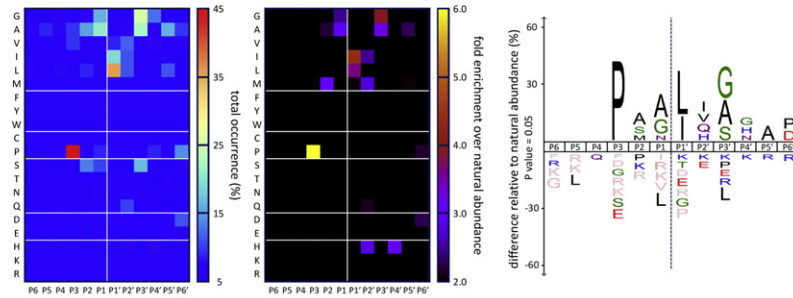 G
A
V
I
L
M
F
Y
W
C
P
S
T
N
Q
D
E
H
K
R
P6 P5 P4 P3 P2 P1 P1' P2' P3' P4' P5' P6'
45
35
25
15
5
total occurrence (%)
G
A
V
I
L
M
F
Y
W
C
P
S
T
N
Q
D
E
H
K
R
P6 P5 P4 P3 P2 P1 P1' P2' P3' P4' P5' P6'
6.0
5.0
4.0
3.0
2.0
fold enrichment over natural abundance
difference relative to natural abundance (%)
P value = 0.05
60
30
-30
-60
P
A
S
M
A
G
N
L
I
I
V
Q
H
G
A
S
G
H
N
A
P
D
P6 P5 P4 P3 P2 P1 P1' P2' P3' P4' P5' P6'
R
K
G
R
K
L
Q
G
R
K
S
E
P
K
R
I
R
K
V
L
K
T
D
E
R
G
P
K
E
K
P
E
R
L
K
R
R